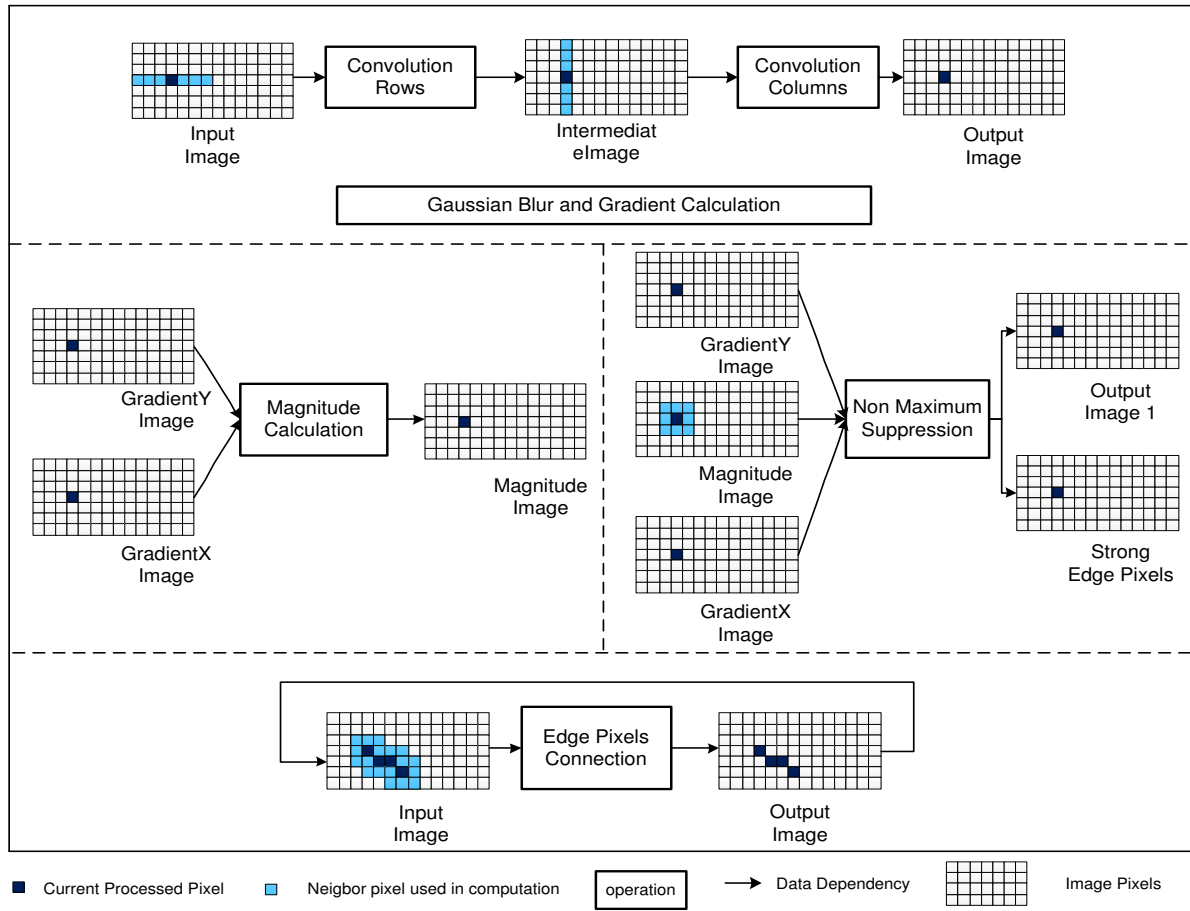 Convolution
Rows
Convolution
Columns
Input
Image
Intermediat
eImage
Output
Image
Gaussian Blur and Gradient Calculation
GradientY
Image
Magnitude
Calculation
GradientX
Image
Magnitude
Image
GradientY
Image
Magnitude
Image
GradientX
Image
Non Maximum
Suppression
Output
Image 1
Strong
Edge Pixels
Edge Pixels
Connection
Input
Image
Output
Image
Current Processed Pixel
Neigbor pixel used in computation
operation
Data Dependency
Image Pixels